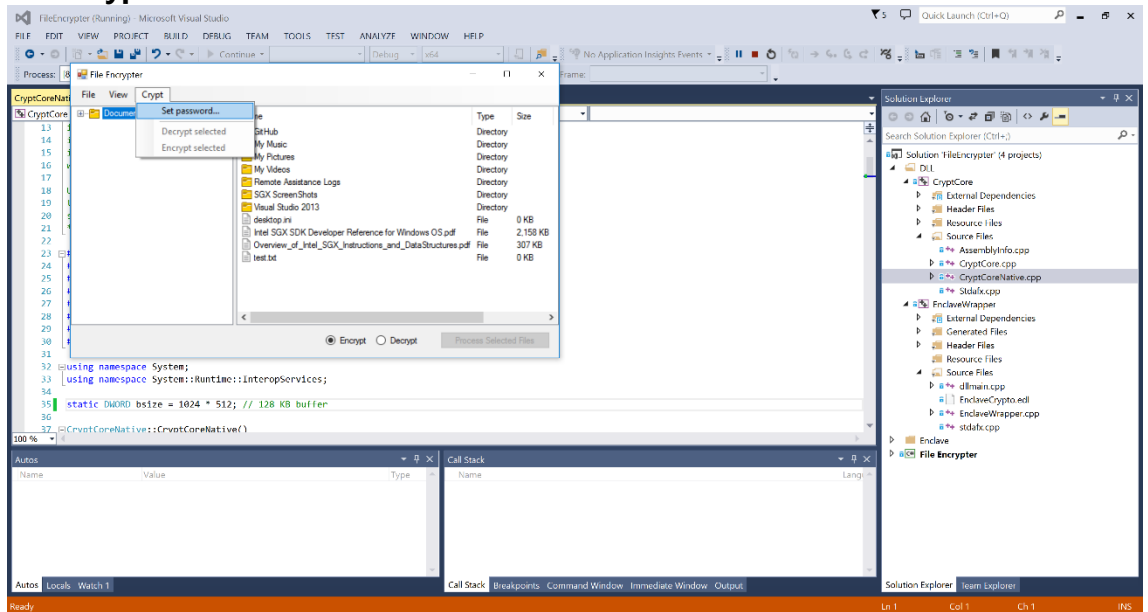 FileEncrypter (Running) - Microsoft Visual Studio
5
Quick Launch (Ctrl+Q)
FILE EDIT VIEW PROJECT BUILD DEBUG TEAM TOOLS TEST ANALYZE WINDOW HELP
Continue
Debug
x64
No Application Insights Events
Process:
Frame:
File Encrypter
File View Crypt
Set password...
Decrypt selected
Encrypt selected
Type Size
GitHub Directory
My Music Directory
My Pictures Directory
My Videos Directory
Remote Assistance Logs Directory
SGX ScreenShots Directory
Visual Studio 2013 Directory
desktop.ini File 0 KB
Intel SGX SDK Developer Reference for Windows OS.pdf File 2,158 KB
Overview_of_Intel_SGX_Instructions_and_DataStructures.pdf File 307 KB
test.txt File 0 KB
Encrypt Decrypt Process Selected Files
13
14
15
16
17
18
19
20
21
22
23
24
25
26
27
28
29
30
31
32 using namespace System;
33 using namespace System::Runtime::InteropServices;
34
35 static DWORD bsize = 1024 * 512; // 128 KB buffer
36
37 CryptCoreNative::CryptCoreNative()
100 %
Autos
Name Value Type
Autos Locals Watch 1
Call Stack
Name Lang
Call Stack Breakpoints Command Window Immediate Window Output
Solution Explorer
Search Solution Explorer (Ctrl+;)
Solution 'FileEncrypter' (4 projects)
DLL
CryptCore
External Dependencies
Header Files
Resource Files
Source Files
AssemblyInfo.cpp
CryptCore.cpp
CryptCoreNative.cpp
Stdafx.cpp
EnclaveWrapper
External Dependencies
Generated Files
Header Files
Resource Files
Source Files
dllmain.cpp
EnclaveCrypto.edl
EnclaveWrapper.cpp
stdafx.cpp
Enclave
File Encrypter
Solution Explorer Team Explorer
Ready
Ln 1 Col 1 Ch 1 INS